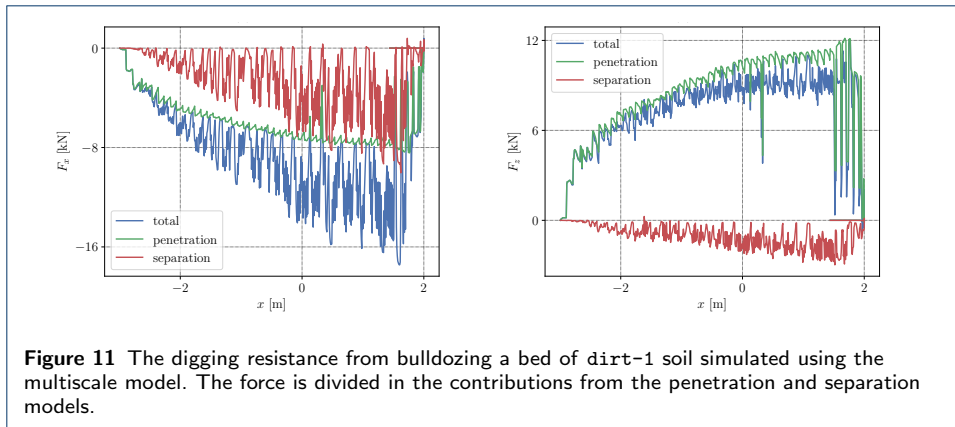 0
−8
−16
F_x [kN]
total
penetration
separation
−2
0
2
x [m]
12
6
0
F_z [kN]
total
penetration
separation
−2
0
2
x [m]
Figure 11 The digging resistance from bulldozing a bed of dirt-1 soil simulated using the
multiscale model. The force is divided in the contributions from the penetration and separation
models.